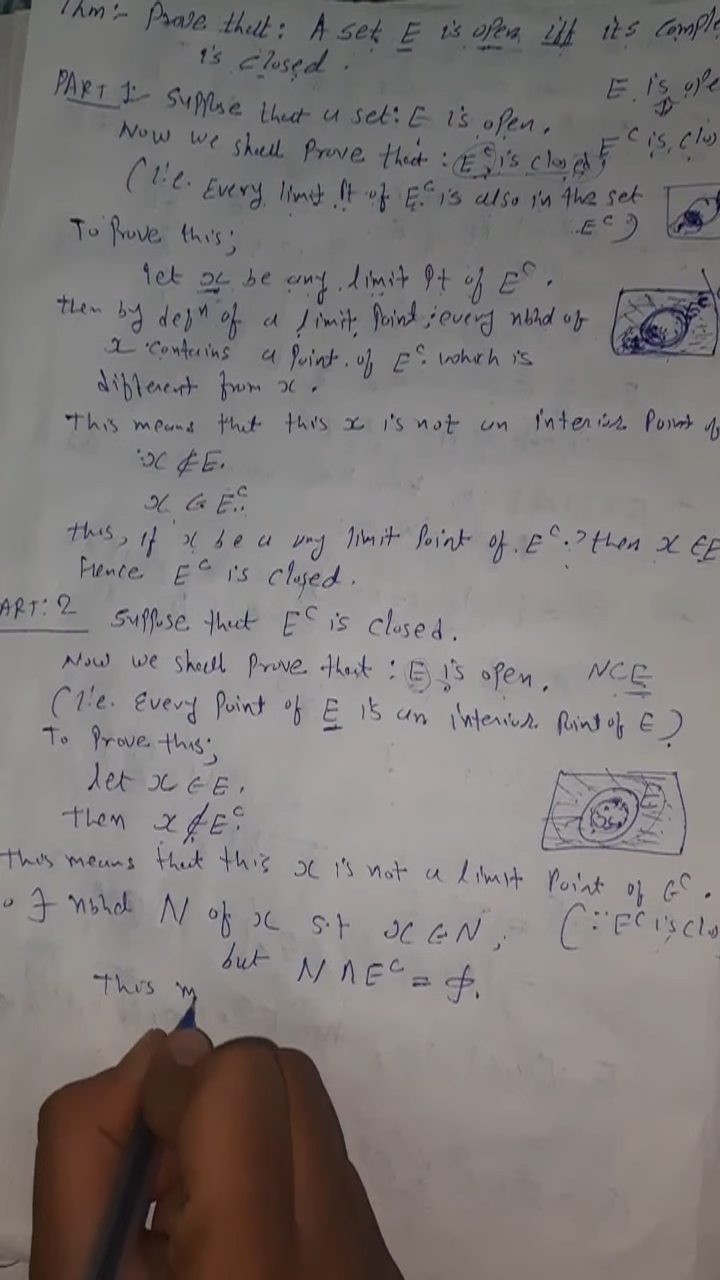 Thm:- Prove that: A set E is open iff its comple
is closed.
E is ope
PART 1:- Suppose that a set: E is open.
⇕
Now we shall prove that: E^c is closed,
E^c is, clo
(i.e. Every limit pt of E^c is also in the set
E^c)
To Prove this;
let x be any limit pt of E^c.
then by defn of a limit point; every nbhd of
x contains a point of E^c which is
different from x.
This means that this x is not an interior Point of
x ∉ E.
x ∈ E^c.
this, if x be a any limit point of E^c, then x ∈ E
Hence E^c is closed.
ART: 2 Suppose that E^c is closed.
Now we shall prove that: E is open. N⊂E
(i.e. Every point of E is an interior point of E)
To prove this;
let x ∈ E.
E
then x ∉ E^c
x
This means that this x is not a limit point of E^c.
∃ nbhd N of x s.t x ∈ N, (∵ E^c is clo
but N ∩ E^c = ϕ.
This m